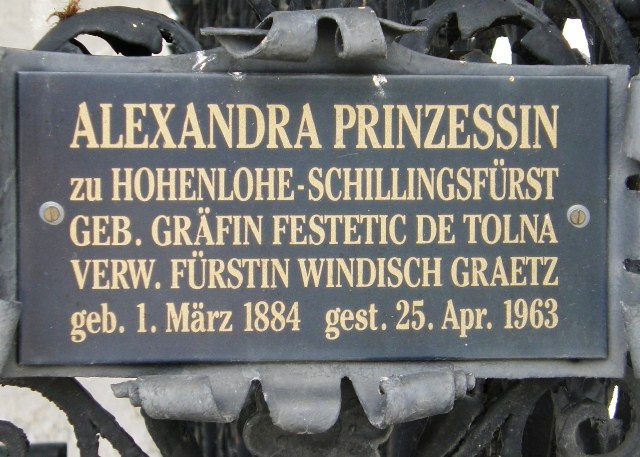 ALEXANDRA PRINZESSIN
zu HOHENLOHE-SCHILLINGSFÜRST
GEB. GRÄFIN FESTETIC DE TOLNA
VERW. FÜRSTIN WINDISCH GRAETZ
geb. 1. März 1884 gest. 25. Apr. 1963